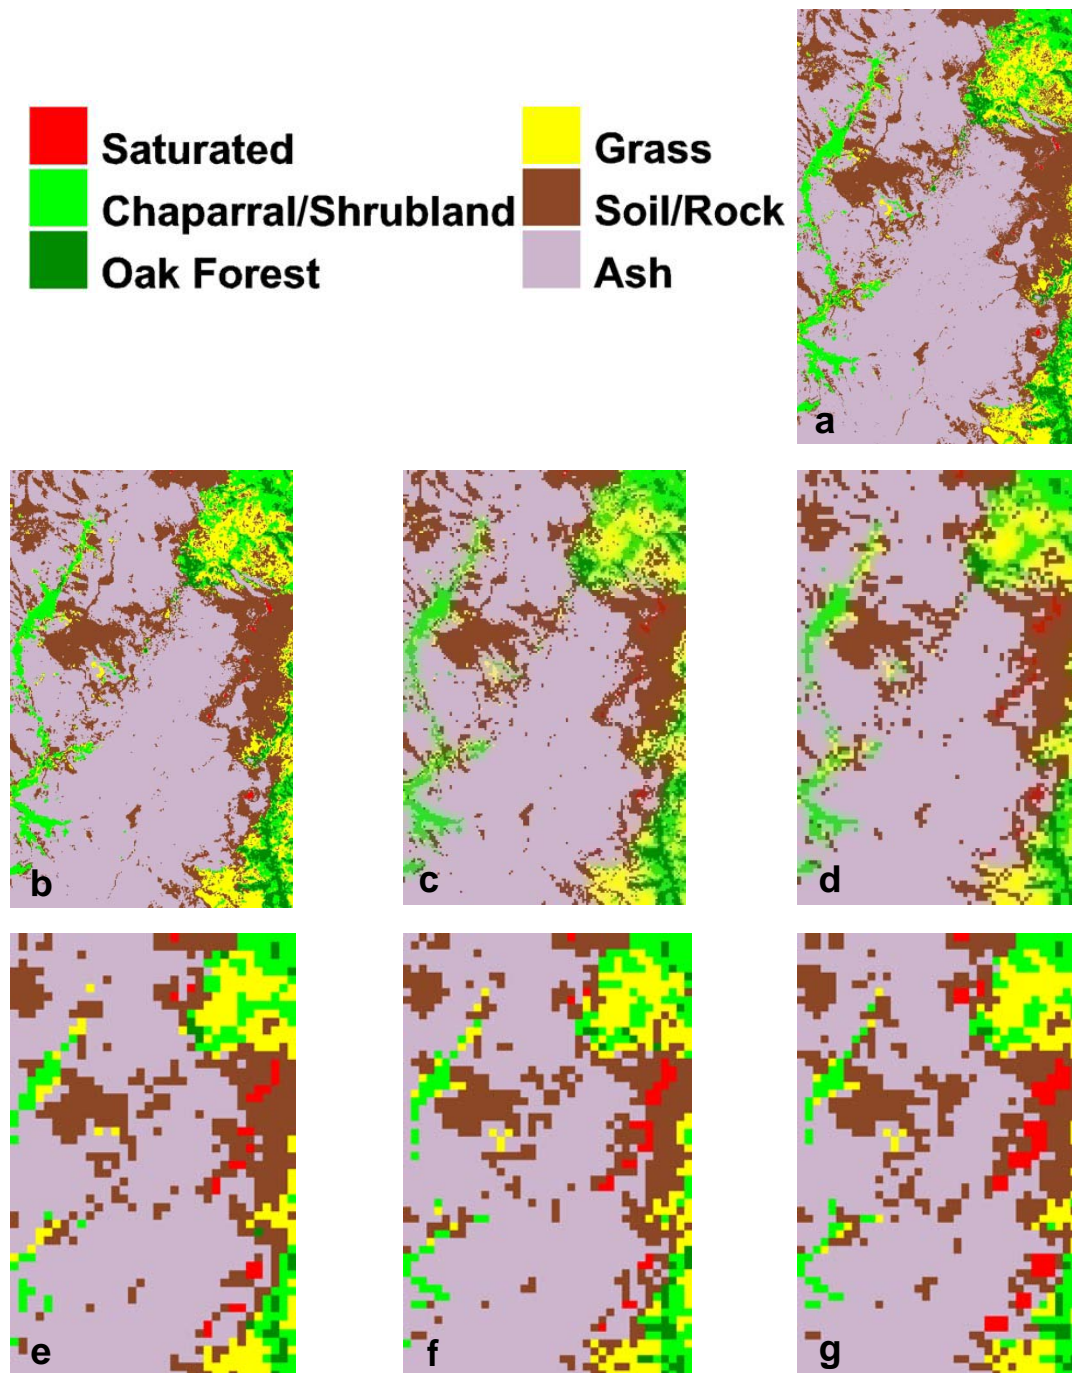 Saturated
Chaparral/Shrubland
Oak Forest
Grass
Soil/Rock
Ash
a
b
c
d
e
f
g